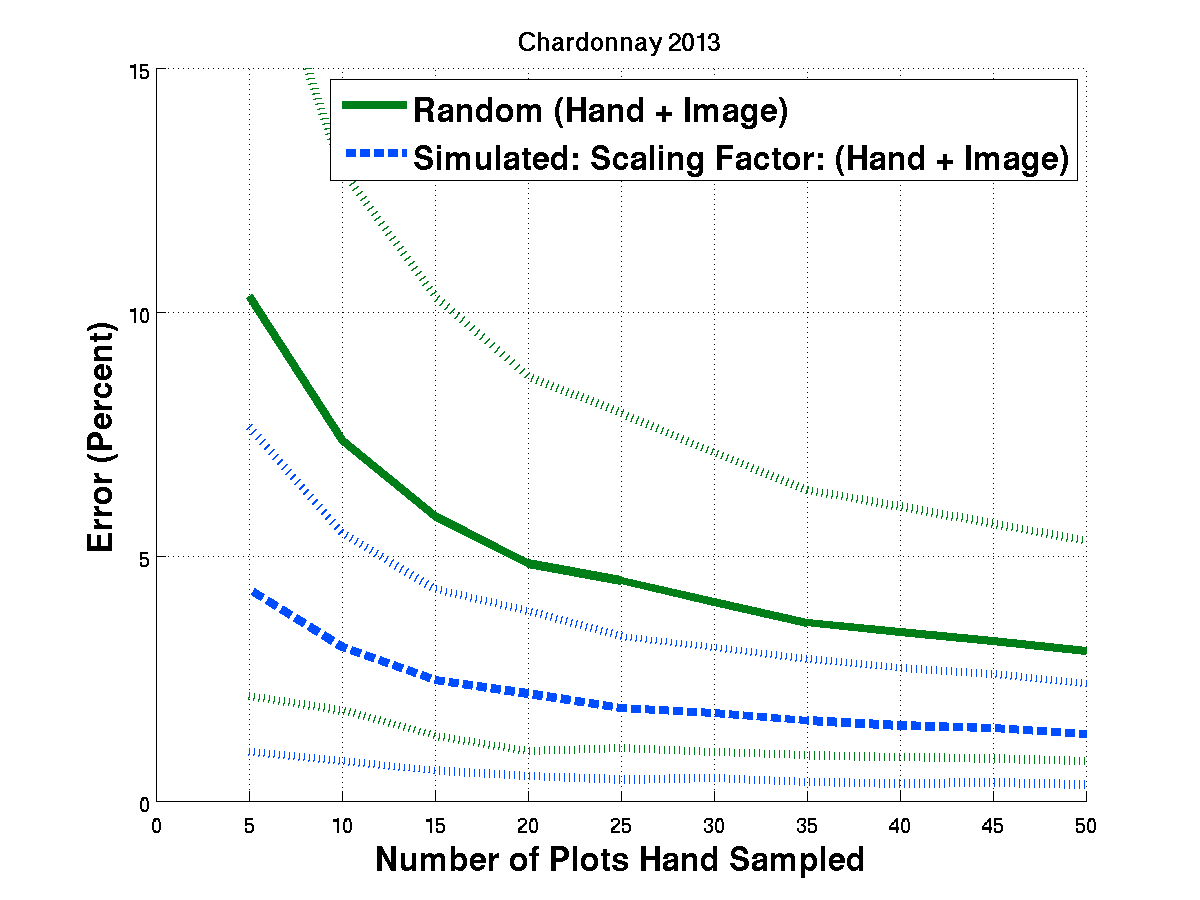 Chardonnay 2013
Random (Hand + Image)
Simulated: Scaling Factor: (Hand + Image)
15
10
5
0
Error (Percent)
0 5 10 15 20 25 30 35 40 45 50
Number of Plots Hand Sampled